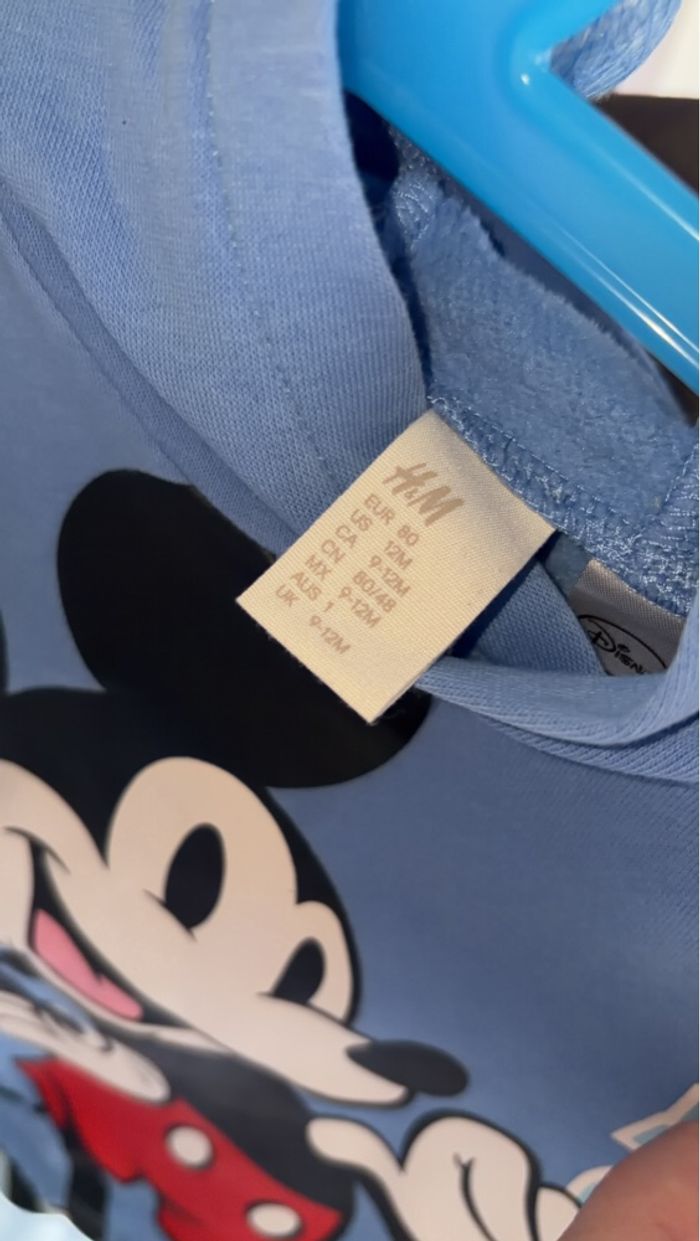 H&M
EUR 80
US 12M
CA 9-12M
CN 80/48
MX 9-12M
AUS 1
UK 9-12M